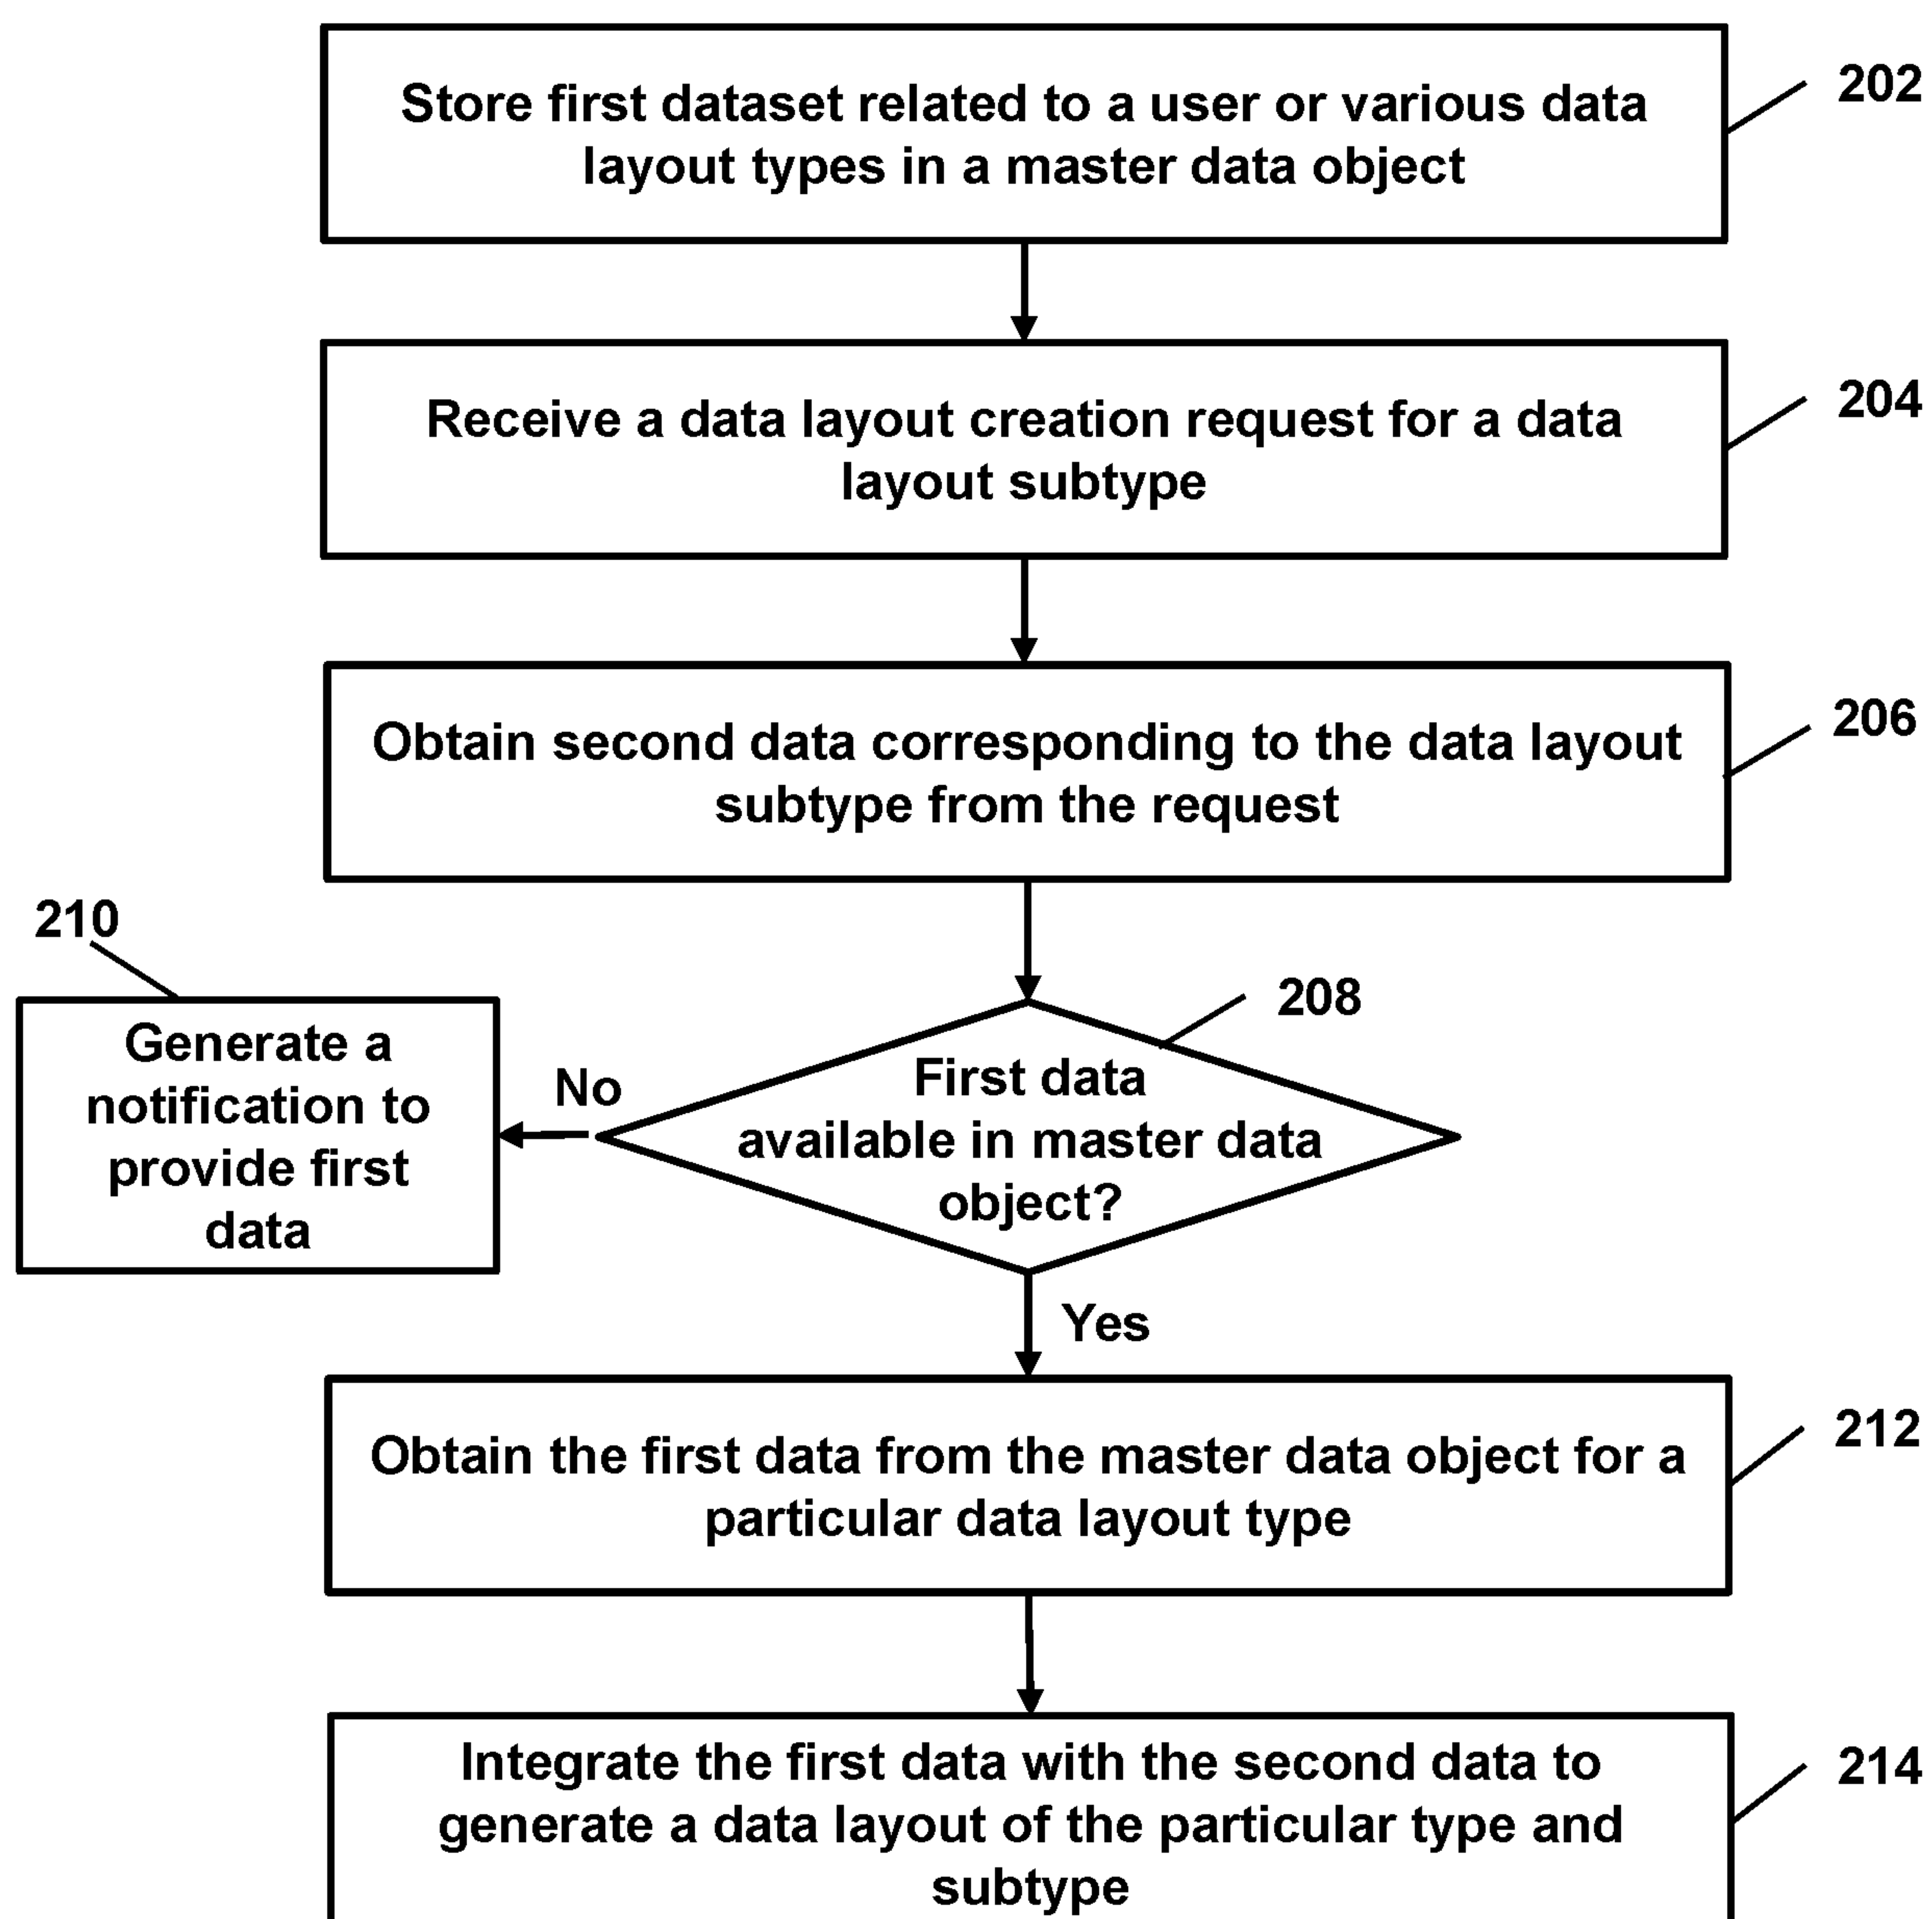 Store first dataset related to a user or various data
layout types in a master data object
202
Receive a data layout creation request for a data
layout subtype
204
Obtain second data corresponding to the data layout
subtype from the request
206
210
Generate a
notification to
provide first
data
No
208
First data
available in master data
object?
Yes
Obtain the first data from the master data object for a
particular data layout type
212
Integrate the first data with the second data to
generate a data layout of the particular type and
subtype
214